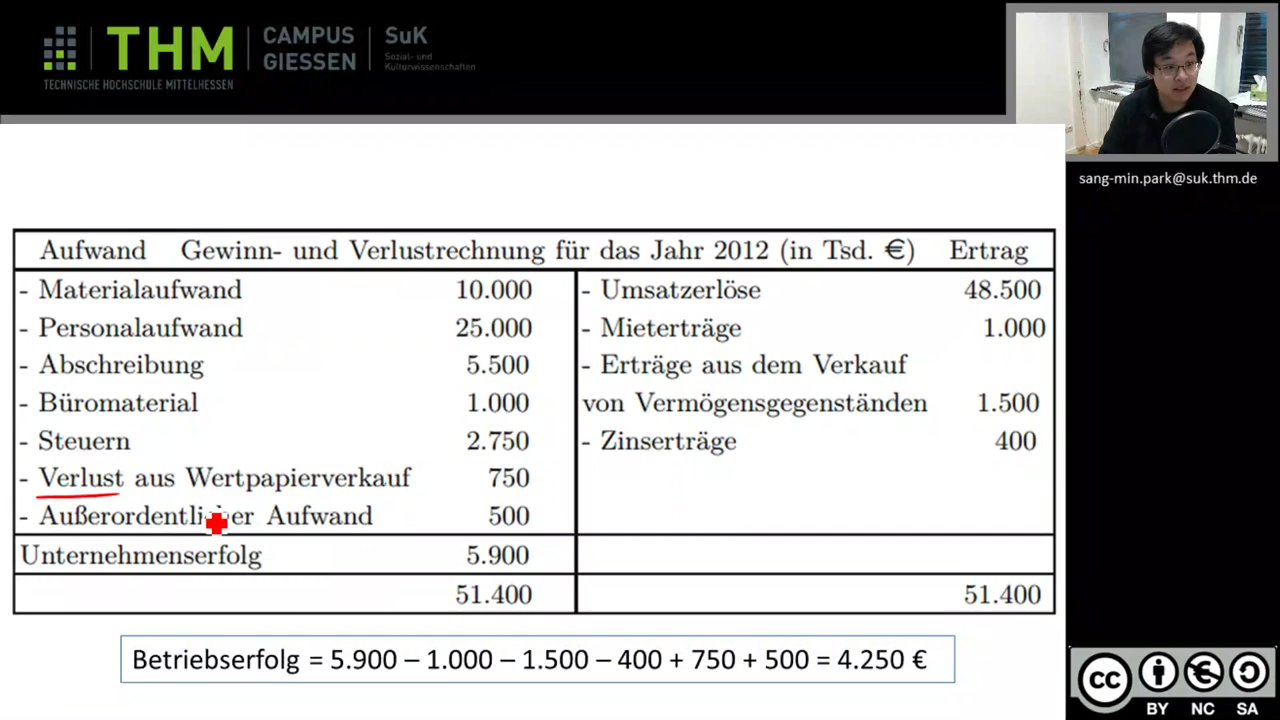 THM
CAMPUS
GIESSEN
SuK
Sozial- und
Kulturwissenschaften
TECHNISCHE HOCHSCHULE MITTELHESSEN
sang-min.park@suk.thm.de
Aufwand Gewinn- und Verlustrechnung für das Jahr 2012 (in Tsd. €) Ertrag
- Materialaufwand 10.000 - Umsatzerlöse 48.500
- Personalaufwand 25.000 - Mieterträge 1.000
- Abschreibung 5.500 - Erträge aus dem Verkauf
- Büromaterial 1.000 von Vermögensgegenständen 1.500
- Steuern 2.750 - Zinserträge 400
- Verlust aus Wertpapierverkauf 750
- Außerordentlicher Aufwand 500
Unternehmenserfolg 5.900
51.400 51.400
Betriebserfolg = 5.900 – 1.000 – 1.500 – 400 + 750 + 500 = 4.250 €
cc
BY NC SA